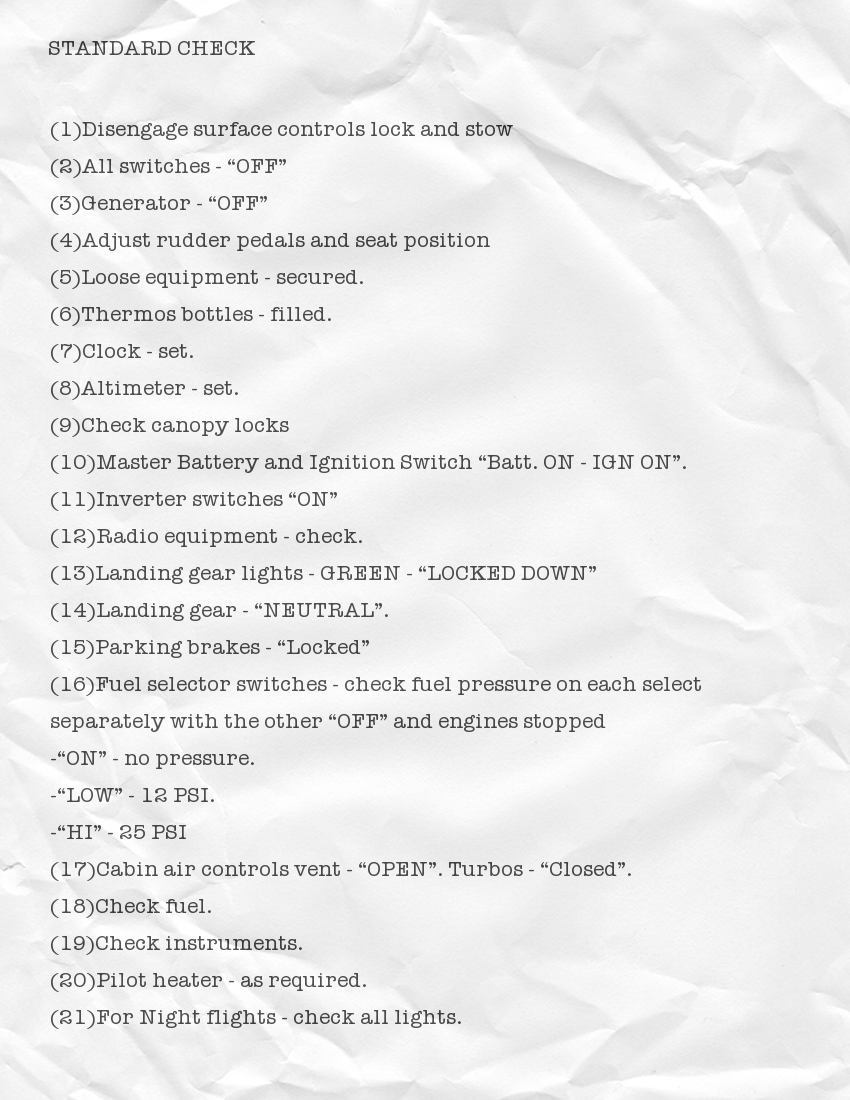 STANDARD CHECK
(1)Disengage surface controls lock and stow
(2)All switches - “OFF”
(3)Generator - “OFF”
(4)Adjust rudder pedals and seat position
(5)Loose equipment - secured.
(6)Thermos bottles - filled.
(7)Clock - set.
(8)Altimeter - set.
(9)Check canopy locks
(10)Master Battery and Ignition Switch “Batt. ON - IGN ON”.
(11)Inverter switches “ON”
(12)Radio equipment - check.
(13)Landing gear lights - GREEN - “LOCKED DOWN”
(14)Landing gear - “NEUTRAL”.
(15)Parking brakes - “Locked”
(16)Fuel selector switches - check fuel pressure on each select
separately with the other “OFF” and engines stopped
-“ON” - no pressure.
-“LOW” - 12 PSI.
-“HI” - 25 PSI
(17)Cabin air controls vent - “OPEN”. Turbos - “Closed”.
(18)Check fuel.
(19)Check instruments.
(20)Pilot heater - as required.
(21)For Night flights - check all lights.